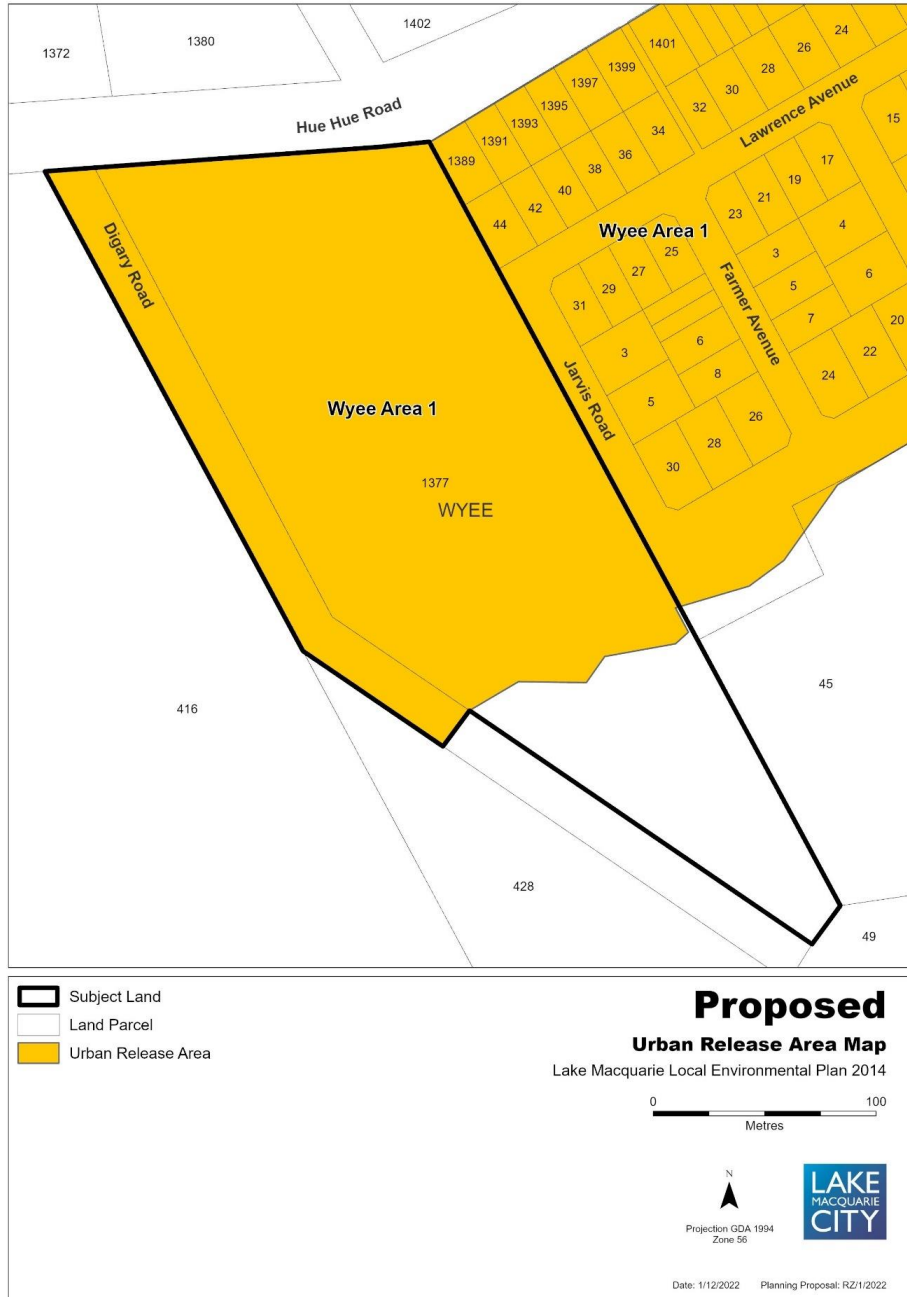 1402
1372
1380
24
1401
26
1399
28
1397
30
1395
32
Hue Hue Road
1393
Lawrence Avenue
15
1391
34
1389
36
17
38
19
40
21
42
23
44
4
Wyee Area 1
25
3
27
Digary Road
6
29
5
31
Farmer Avenue
7
20
6
3
22
8
24
Jarvis Road
5
Wyee Area 1
26
28
30
1377
WYEE
45
416
428
49
Subject Land
Land Parcel
Urban Release Area
Proposed
Urban Release Area Map
Lake Macquarie Local Environmental Plan 2014
0 100
Metres
N
Projection GDA 1994
Zone 56
LAKE
MACQUARIE
CITY
Date: 1/12/2022 Planning Proposal: RZ/1/2022